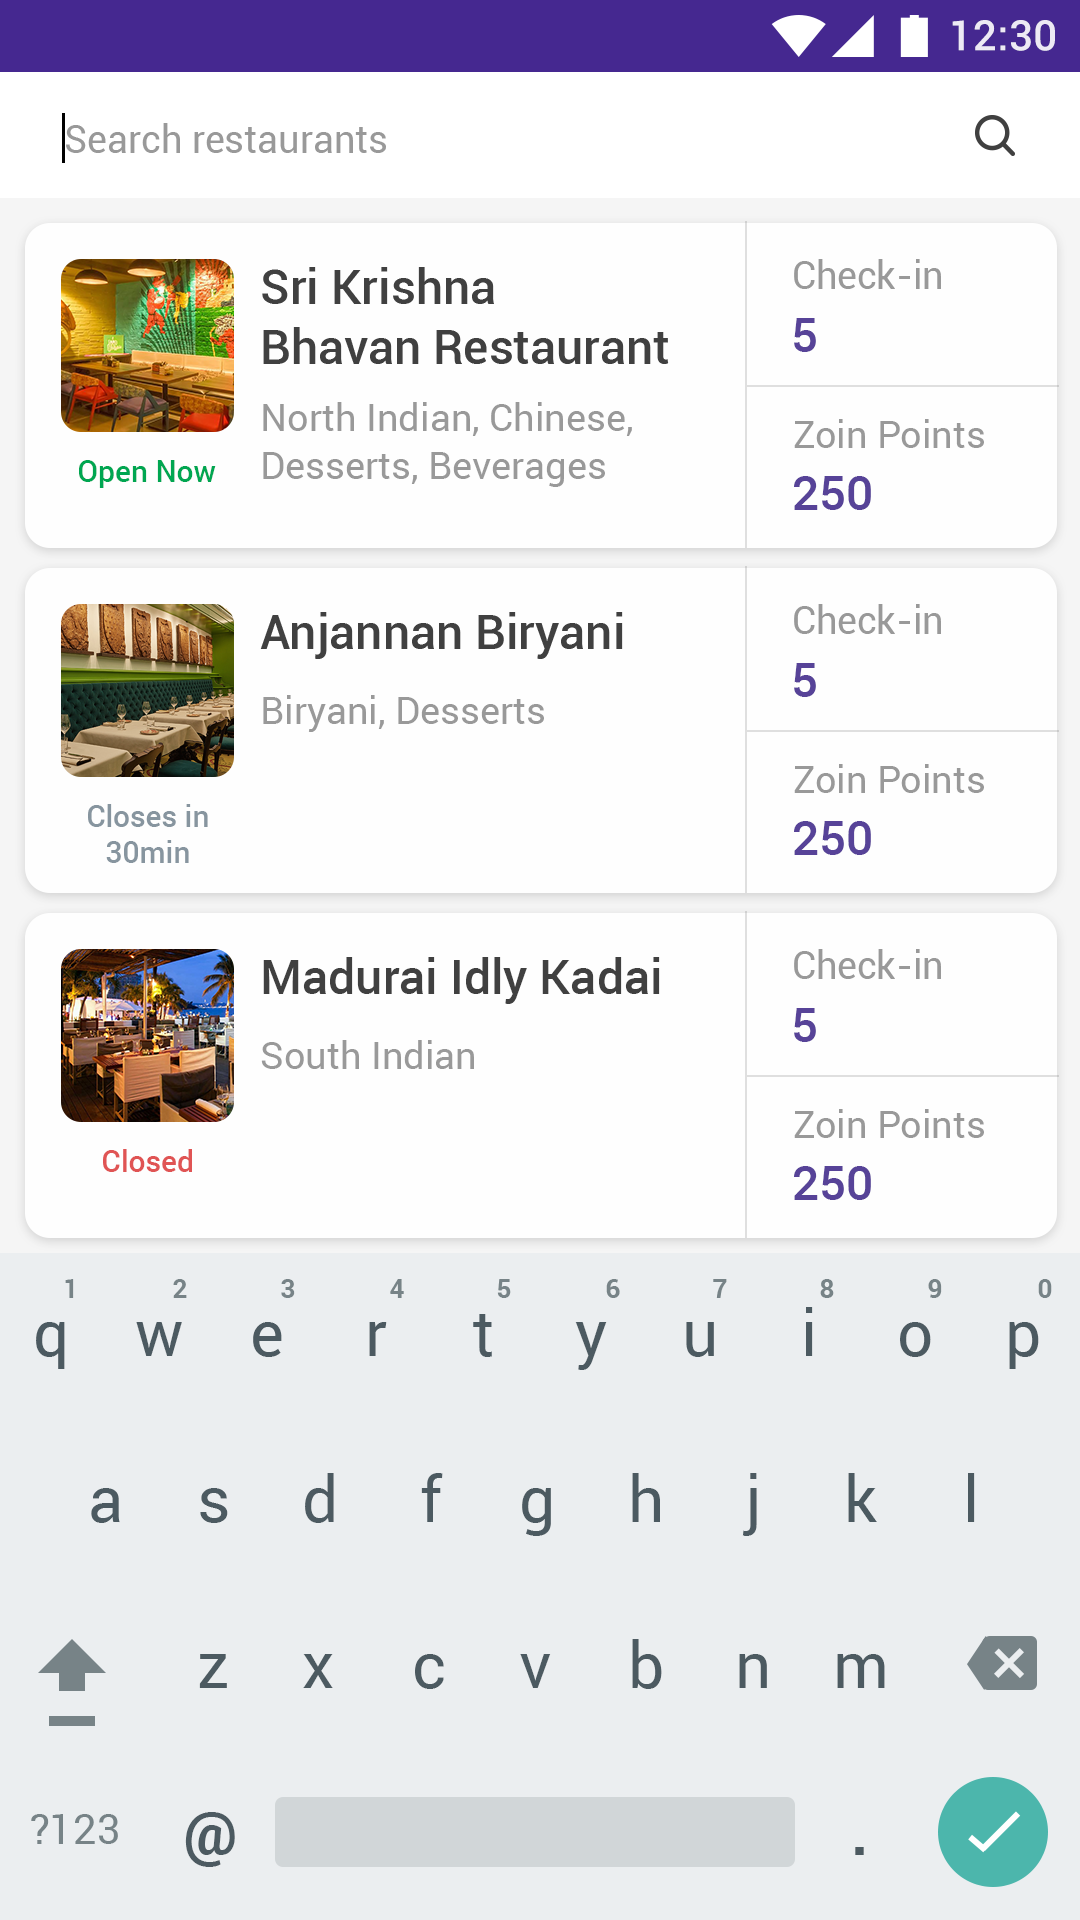 12:30
Search restaurants
Sri Krishna
Bhavan Restaurant
North Indian, Chinese,
Desserts, Beverages
Open Now
Check-in
5
Zoin Points
250
Anjannan Biryani
Biryani, Desserts
Closes in
30min
Check-in
5
Zoin Points
250
Madurai Idly Kadai
South Indian
Closed
Check-in
5
Zoin Points
250
1 2 3 4 5 6 7 8 9 0
q w e r t y u i o p
a s d f g h j k l
z x c v b n m
?123 @ .